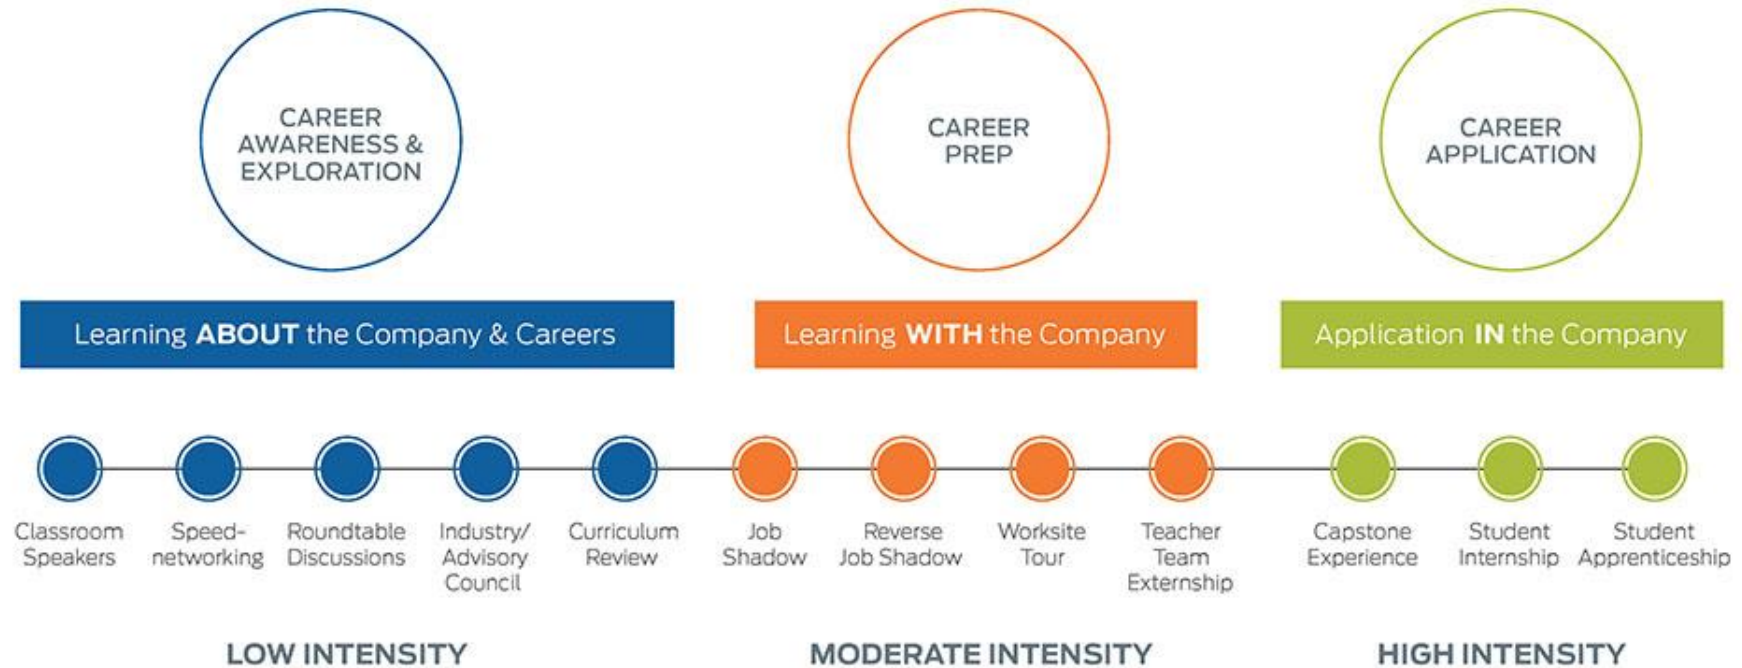 CAREER
AWARENESS &
EXPLORATION
CAREER
PREP
CAREER
APPLICATION
Learning ABOUT the Company & Careers
Learning WITH the Company
Application IN the Company
Classroom
Speakers
Speed-
networking
Roundtable
Discussions
Industry/
Advisory
Council
Curriculum
Review
Job
Shadow
Reverse
Job Shadow
Worksite
Tour
Teacher
Team
Externship
Capstone
Experience
Student
Internship
Student
Apprenticeship
LOW INTENSITY
MODERATE INTENSITY
HIGH INTENSITY